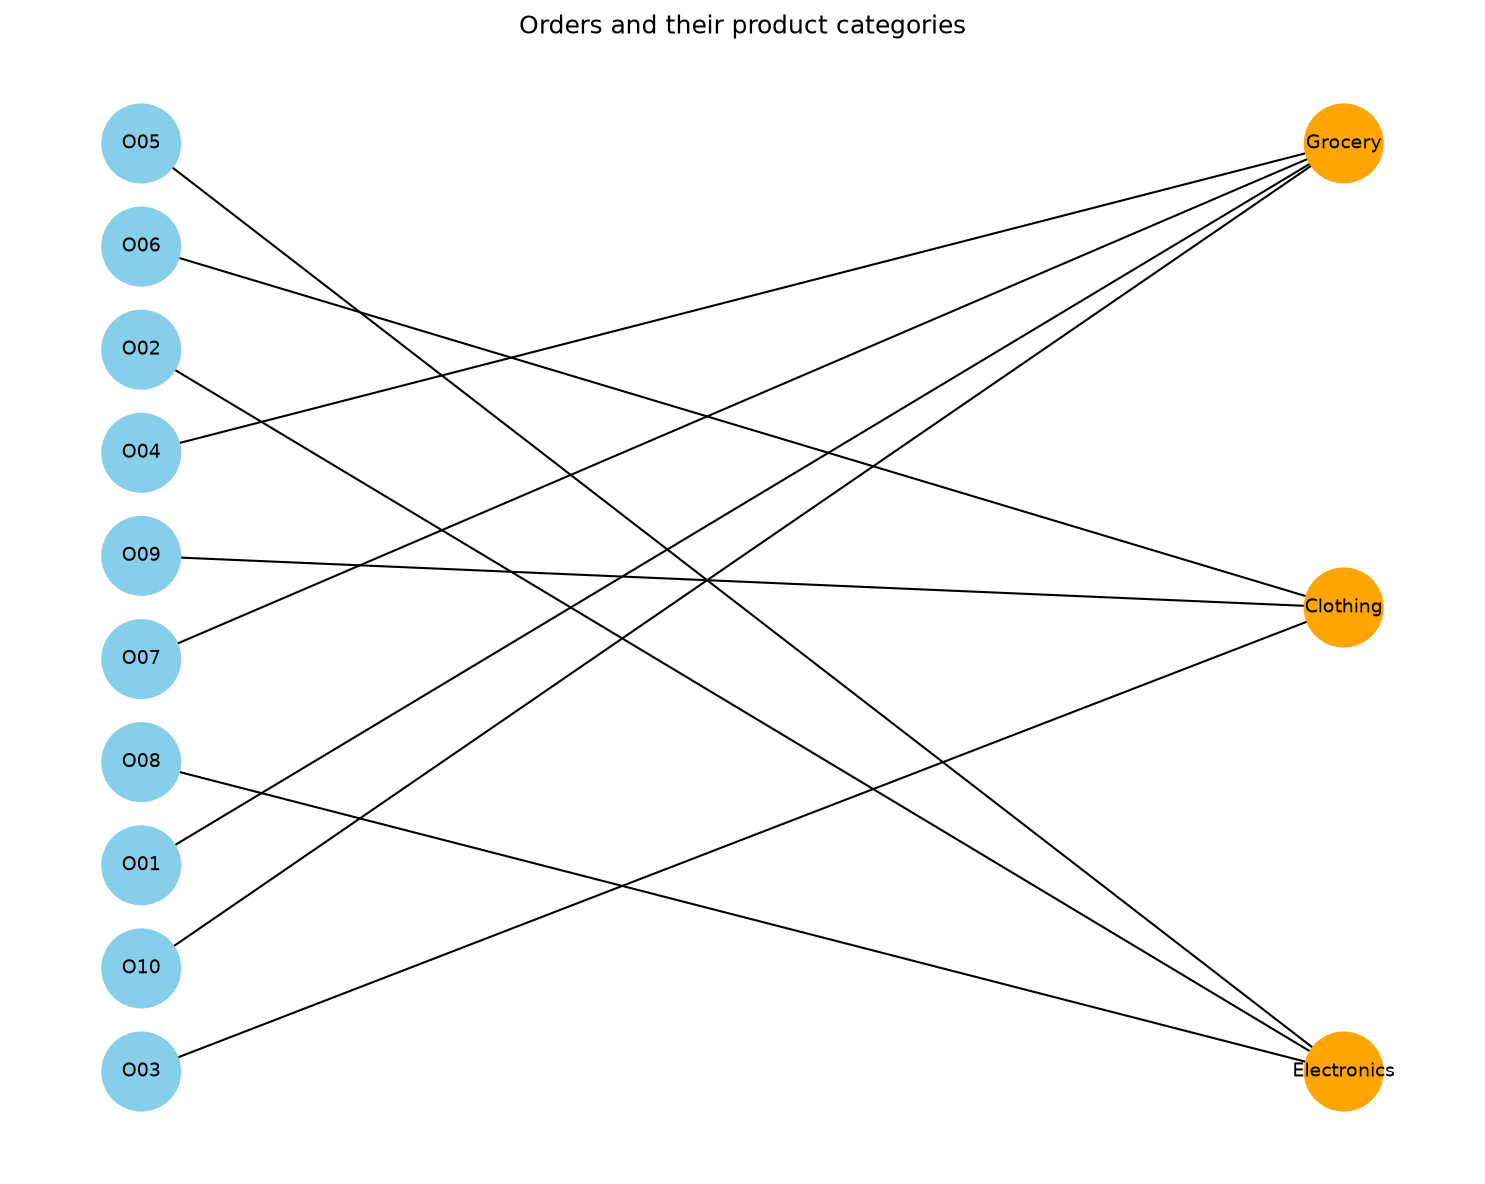 Orders and their product categories
O05
Grocery
O06
O02
O04
O09
Clothing
O07
O08
O01
O10
O03
Electronics